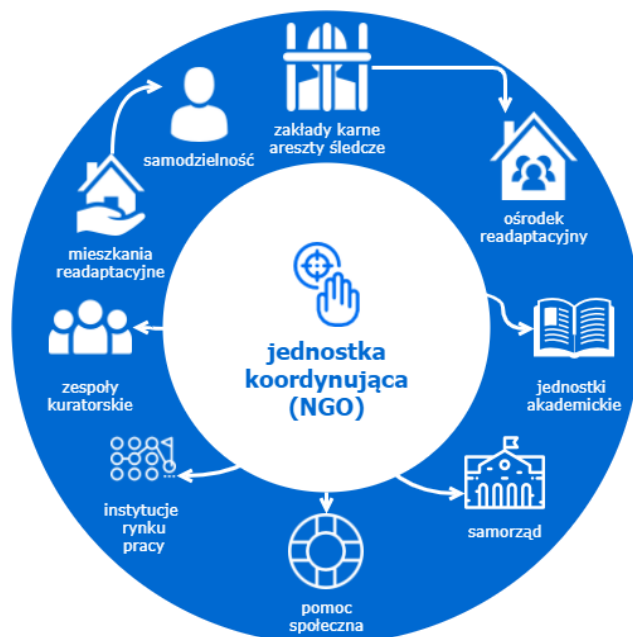 zakłady karne
areszty śledcze
samodzielność
ośrodek
readaptacyjny
mieszkania
readaptacyjne
jednostka
koordynująca
(NGO)
zespoły
kuratorskie
jednostki
akademickie
instytucje
rynku
pracy
samorząd
pomoc
społeczna